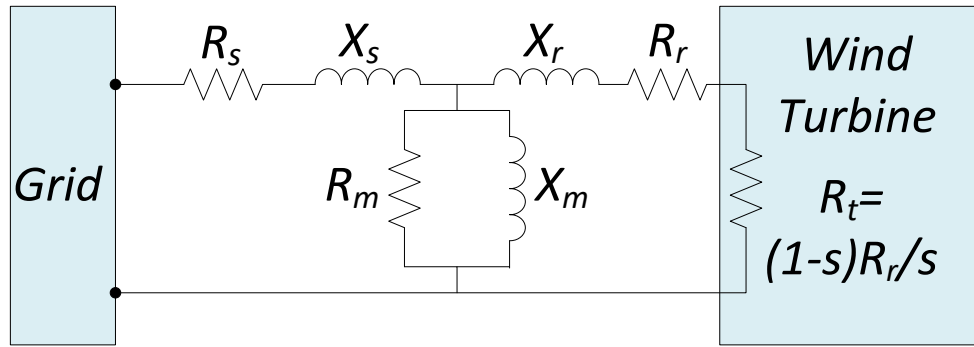 Grid
Rs
Xs
Xr
Rr
Rm
Xm
Wind
Turbine
Rt=
(1-s)Rr/s